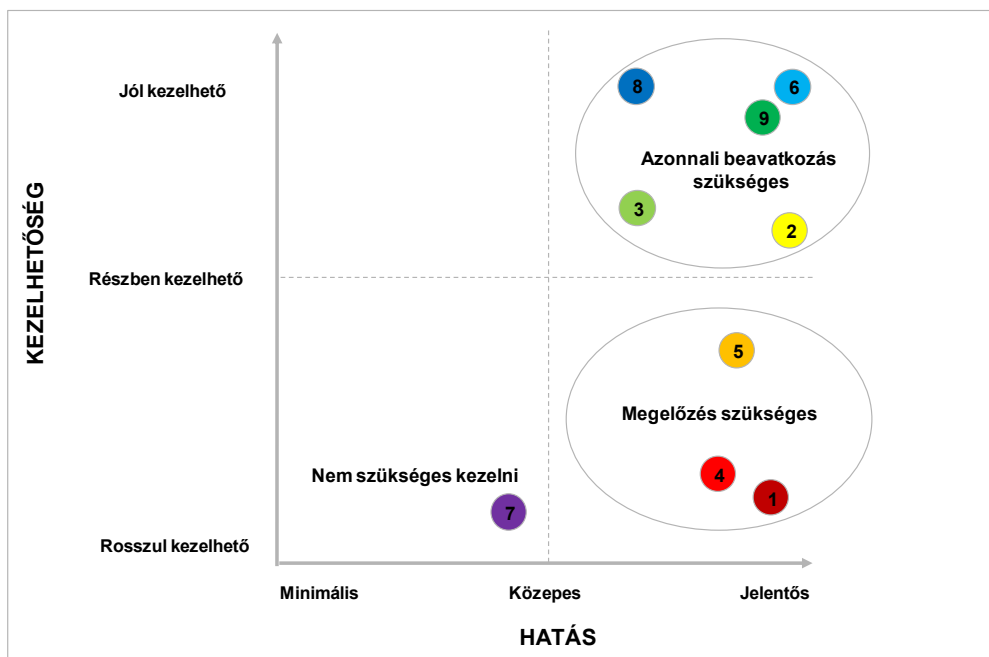 Jól kezelhető
8
6
9
Azonnali beavatkozás
szükséges
3
2
KEZELHETŐSÉG
Részben kezelhető
5
Megelőzés szükséges
Nem szükséges kezelni
4
1
7
Rosszul kezelhető
Minimális
Közepes
Jelentős
HATÁS